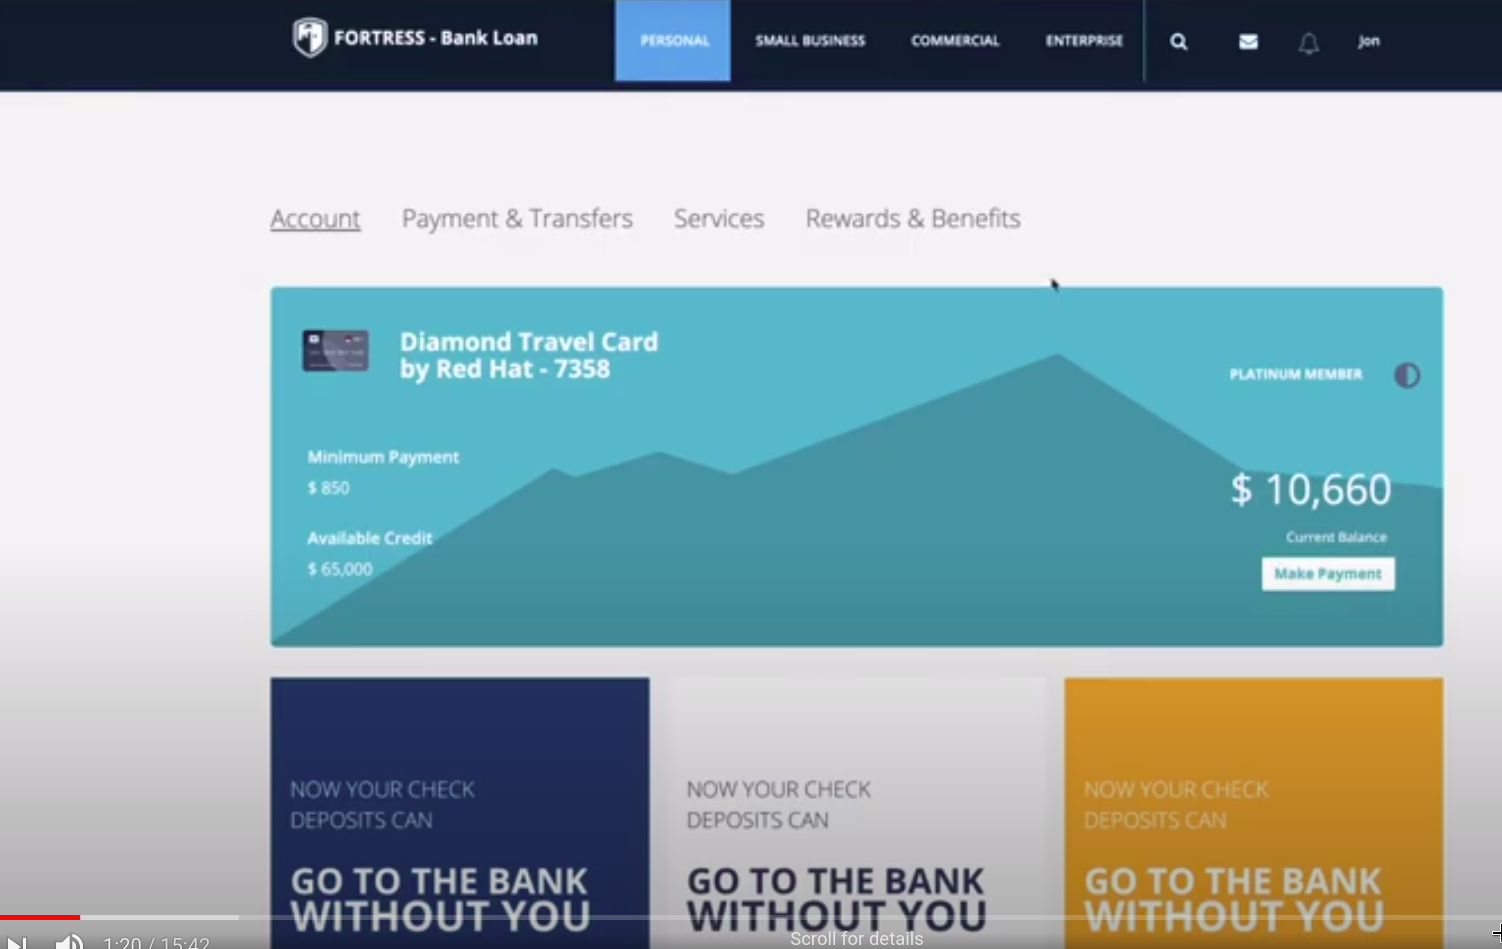 FORTRESS - Bank Loan
PERSONAL
SMALL BUSINESS
COMMERCIAL
ENTERPRISE
Jon
Account
Payment & Transfers
Services
Rewards & Benefits
Diamond Travel Card
by Red Hat - 7358
PLATINUM MEMBER
Minimum Payment
$ 850
Available Credit
$ 65,000
$ 10,660
Current Balance
Make Payment
NOW YOUR CHECK
DEPOSITS CAN
GO TO THE BANK
WITHOUT YOU
NOW YOUR CHECK
DEPOSITS CAN
GO TO THE BANK
WITHOUT YOU
NOW YOUR CHECK
DEPOSITS CAN
GO TO THE BANK
WITHOUT YOU
1:20 / 15:42
Scroll for details